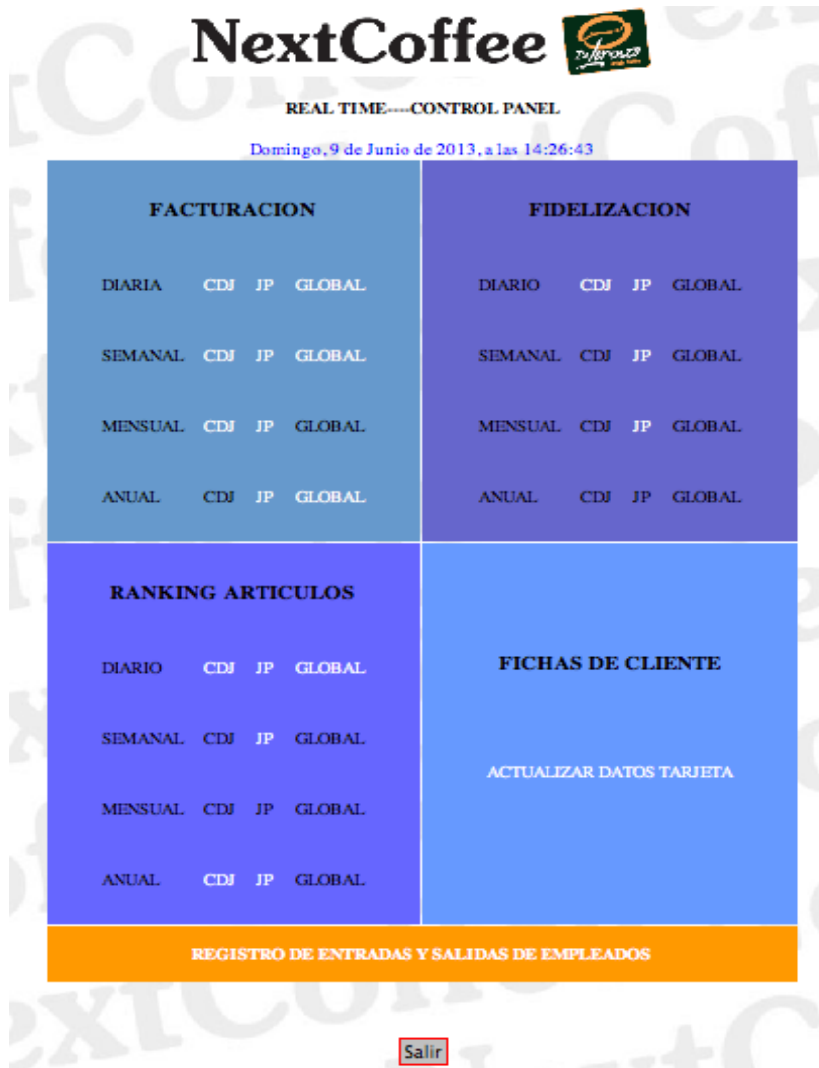 NextCoffee
REAL TIME----CONTROL PANEL
Domingo, 9 de Junio de 2013, a las 14:26:43
FACTURACION
DIARIA CDJ JP GLOBAL
SEMANAL CDJ JP GLOBAL
MENSUAL CDJ JP GLOBAL
ANUAL CDJ JP GLOBAL
FIDELIZACION
DIARIO CDJ JP GLOBAL
SEMANAL CDJ JP GLOBAL
MENSUAL CDJ JP GLOBAL
ANUAL CDJ JP GLOBAL
RANKING ARTICULOS
DIARIO CDJ JP GLOBAL
SEMANAL CDJ JP GLOBAL
MENSUAL CDJ JP GLOBAL
ANUAL CDJ JP GLOBAL
FICHAS DE CLIENTE
ACTUALIZAR DATOS TARJETA
REGISTRO DE ENTRADAS Y SALIDAS DE EMPLEADOS
Salir